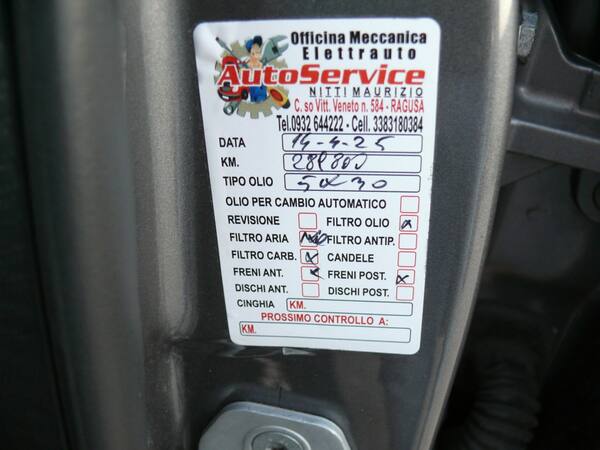 Officina Meccanica
Elettrauto
AutoService
NITTI MAURIZIO
C. so Vitt. Veneto n. 584 - RAGUSA
Tel.0932 644222 - Cell. 3383180384
DATA 14-4-25
KM.
TIPO OLIO 5x30
OLIO PER CAMBIO AUTOMATICO
REVISIONE FILTRO OLIO
FILTRO ARIA FILTRO ANTIP.
FILTRO CARB. CANDELE
FRENI ANT. FRENI POST.
DISCHI ANT. DISCHI POST.
CINGHIA KM.
PROSSIMO CONTROLLO A:
KM.